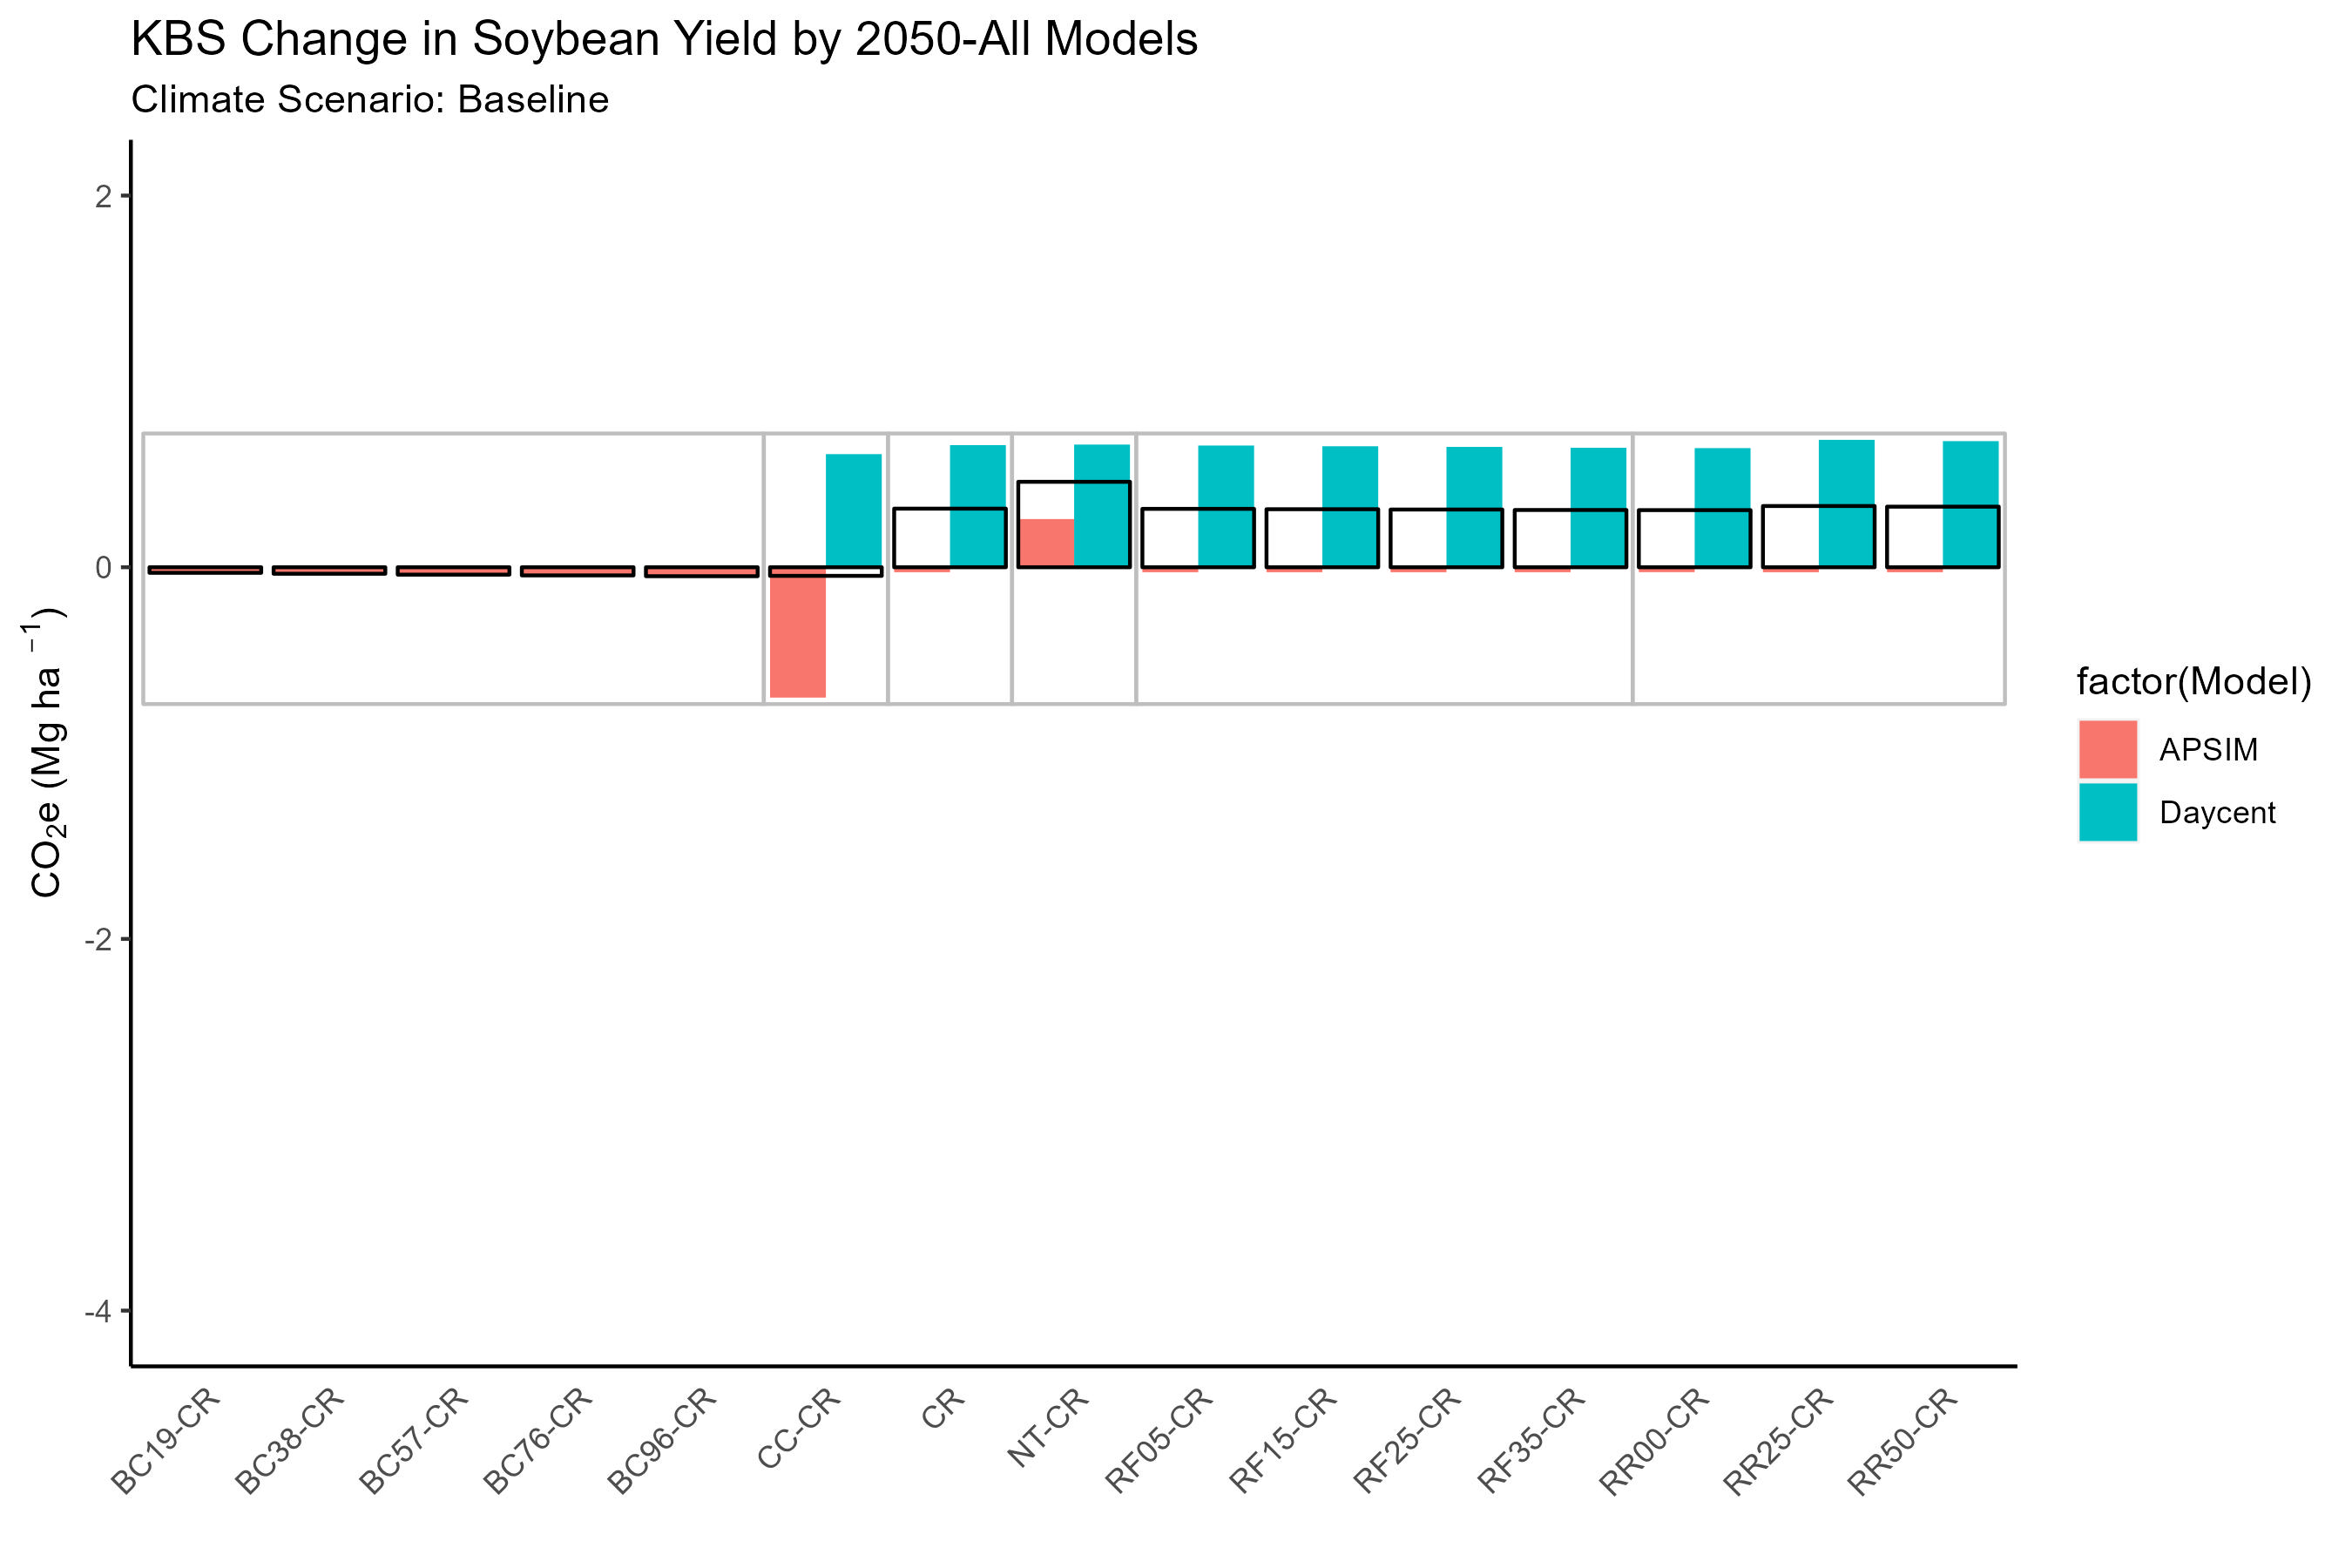 KBS Change in Soybean Yield by 2050-All Models
Climate Scenario: Baseline
2
0
-2
-4
CO₂e (Mg ha ⁻¹)
BC19-CR
BC38-CR
BC57-CR
BC76-CR
BC96-CR
CC-CR
CR
NT-CR
RF05-CR
RF15-CR
RF25-CR
RF35-CR
RR00-CR
RR25-CR
RR50-CR
factor(Model)
APSIM
Daycent